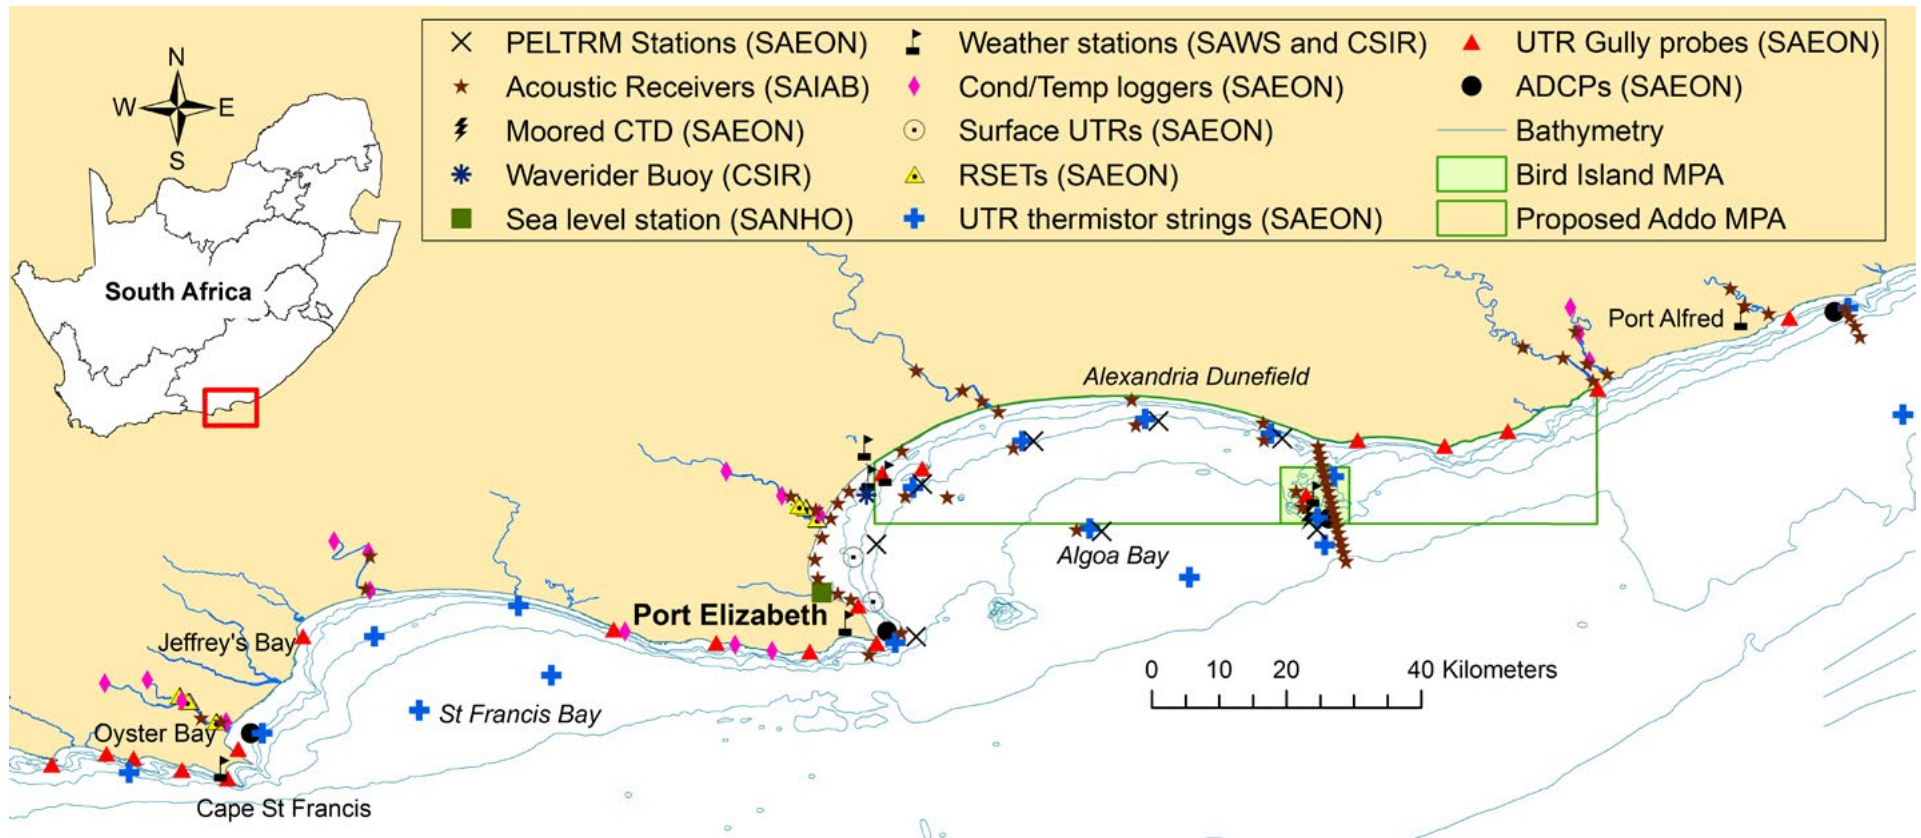 N
W E
S
South Africa
PELTRM Stations (SAEON)
Acoustic Receivers (SAIAB)
Moored CTD (SAEON)
Waverider Buoy (CSIR)
Sea level station (SANHO)
Weather stations (SAWS and CSIR)
Cond/Temp loggers (SAEON)
Surface UTRs (SAEON)
RSETs (SAEON)
UTR thermistor strings (SAEON)
UTR Gully probes (SAEON)
ADCPs (SAEON)
Bathymetry
Bird Island MPA
Proposed Addo MPA
Port Alfred
Alexandria Dunefield
Algoa Bay
Port Elizabeth
Jeffrey's Bay
0 10 20 40 Kilometers
St Francis Bay
Oyster Bay
Cape St Francis